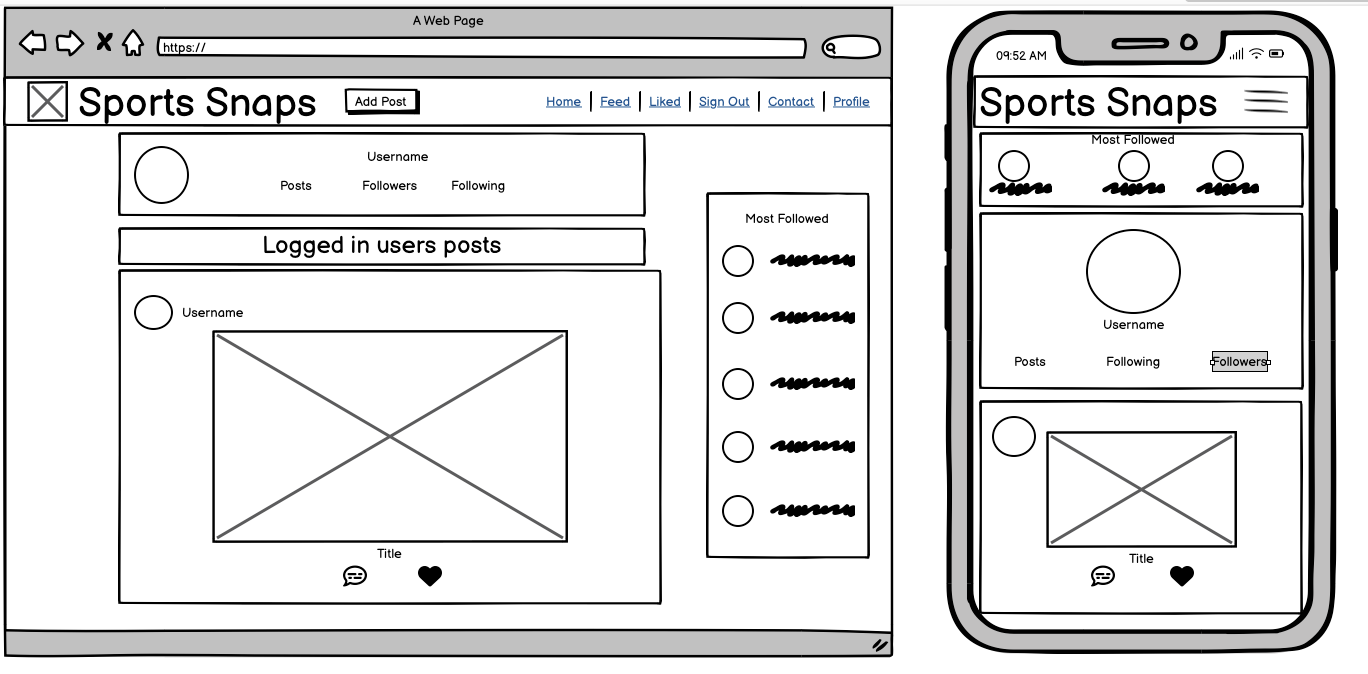 A Web Page
https://
Sports Snaps
Add Post
Home | Feed | Liked | Sign Out | Contact | Profile
Username
Posts Followers Following
Logged in users posts
Username
Title
Most Followed
09:52 AM
Sports Snaps
Most Followed
Username
Posts Following Followers
Title